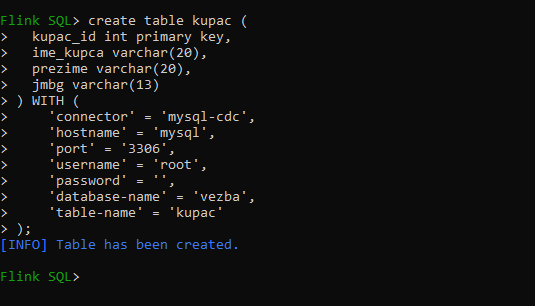 Flink SQL> create table kupac (
>   kupac_id int primary key,
>   ime_kupca varchar(20),
>   prezime varchar(20),
>   jmbg varchar(13)
> ) WITH (
>     'connector' = 'mysql-cdc',
>     'hostname' = 'mysql',
>     'port' = '3306',
>     'username' = 'root',
>     'password' = '',
>     'database-name' = 'vezba',
>     'table-name' = 'kupac'
> );
[INFO] Table has been created.
Flink SQL>